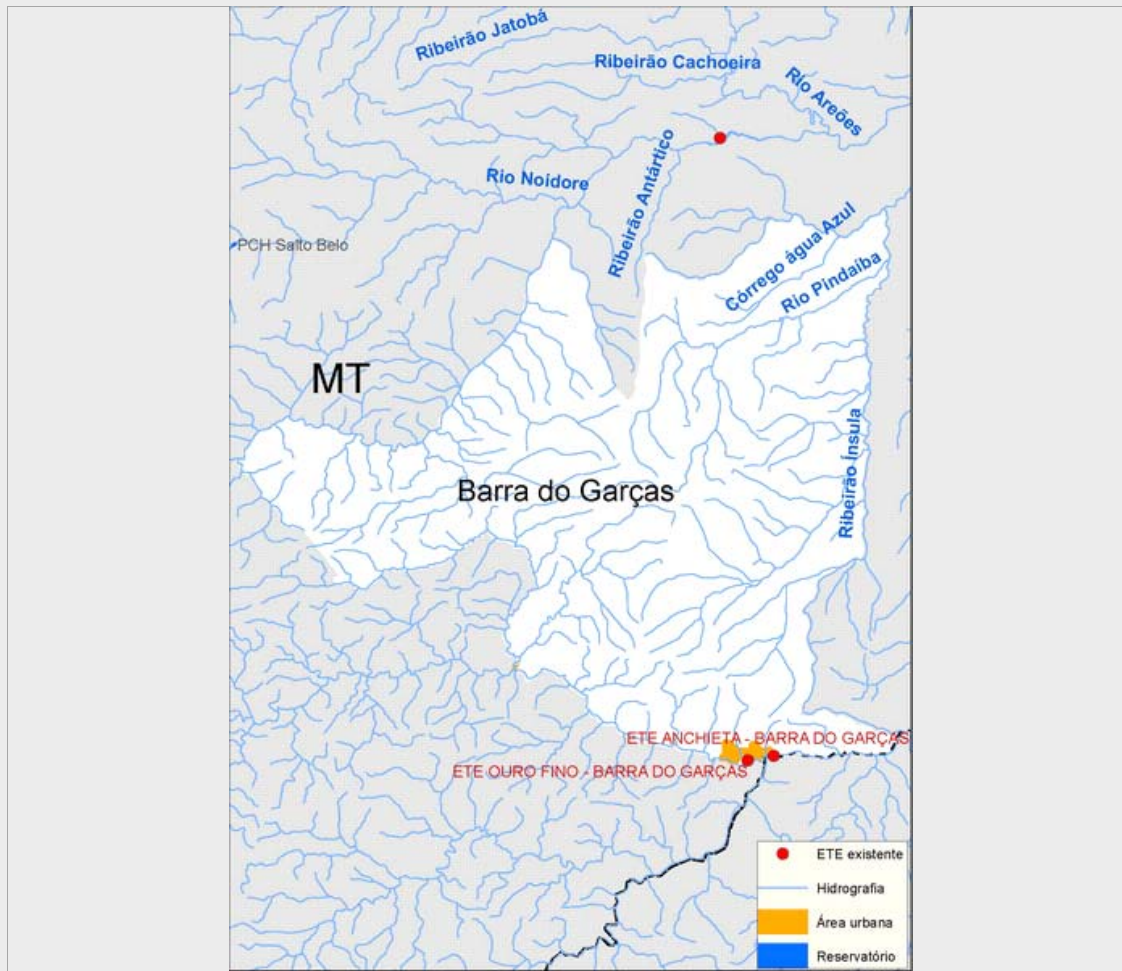 Ribeirão Jatobá
Ribeirão Cachoeira
Rio Areões
Ribeirão Antártico
Rio Noídore
Córrego água Azul
PCH Salto Belo
Rio Pindaíba
MT
Ribeirão Ínsula
Barra do Garças
ETE ANCHIETA - BARRA DO GARÇAS
ETE OURO FINO - BARRA DO GARÇAS
ETE existente
Hidrografia
Área urbana
Reservatório